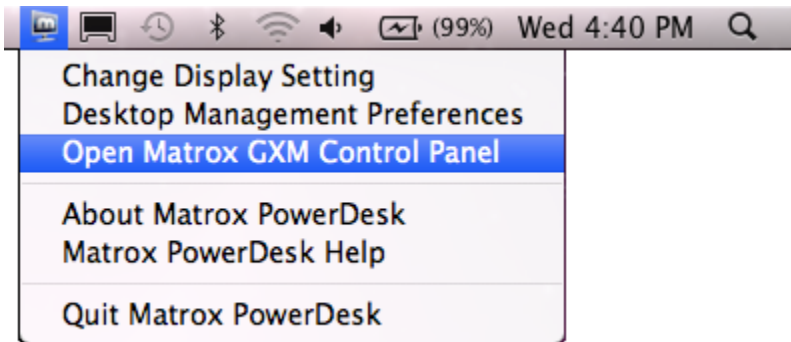 (99%) Wed 4:40 PM
Change Display Setting
Desktop Management Preferences
Open Matrox GXM Control Panel
About Matrox PowerDesk
Matrox PowerDesk Help
Quit Matrox PowerDesk